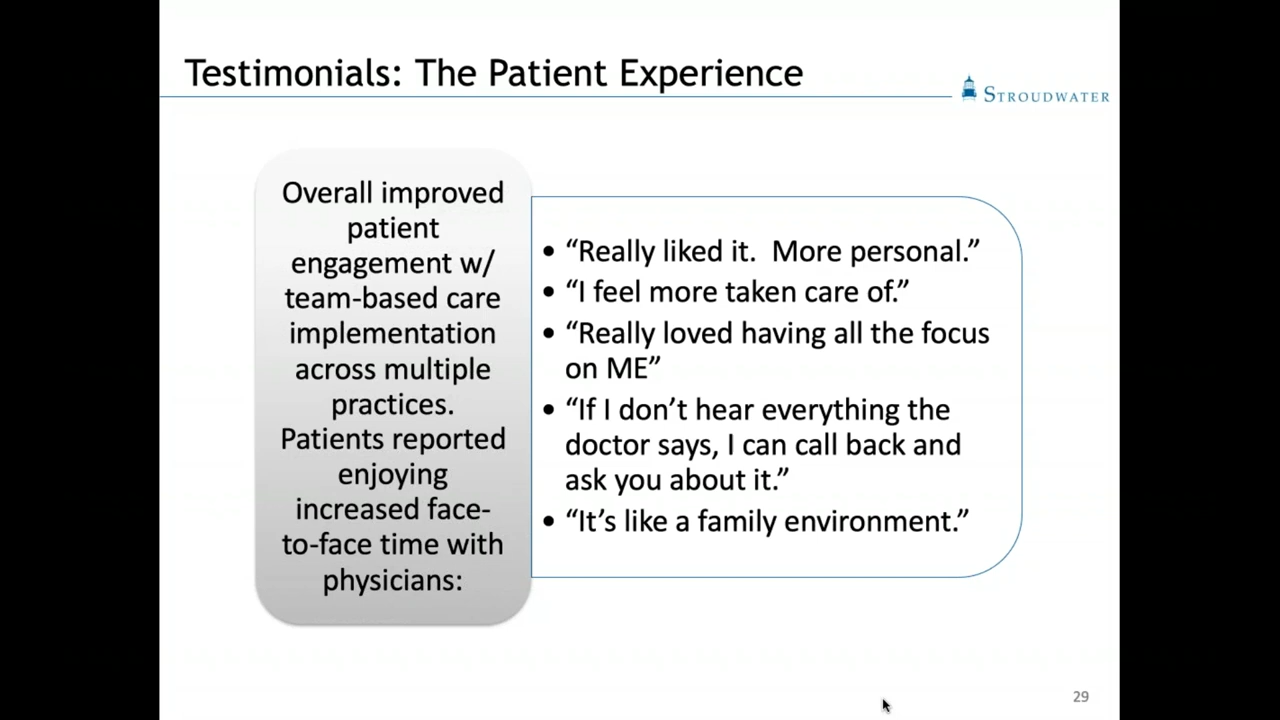 Testimonials: The Patient Experience
STROUDWATER
Overall improved
patient
engagement w/
team-based care
implementation
across multiple
practices.
Patients reported
enjoying
increased face-
to-face time with
physicians:
• “Really liked it.  More personal.”
• “I feel more taken care of.”
• “Really loved having all the focus
on ME”
• “If I don’t hear everything the
doctor says, I can call back and
ask you about it.”
• “It’s like a family environment.”
29